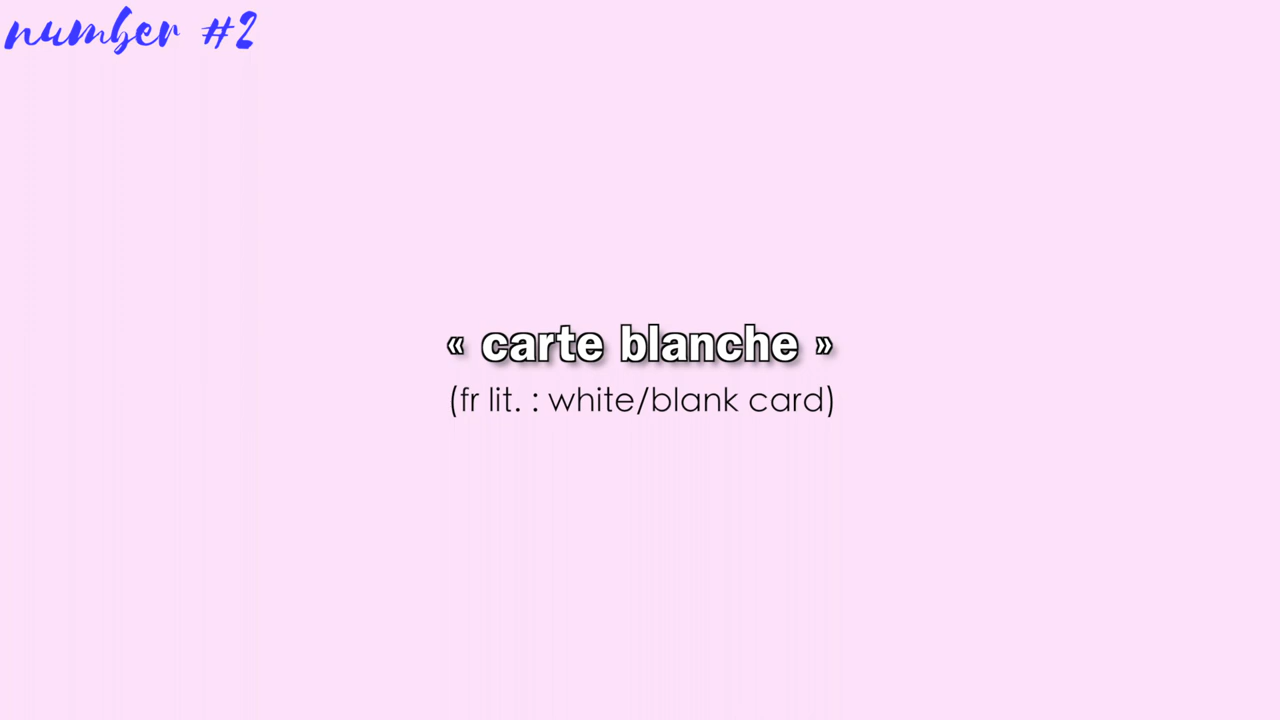 number #2
« carte blanche »
(fr lit. : white/blank card)